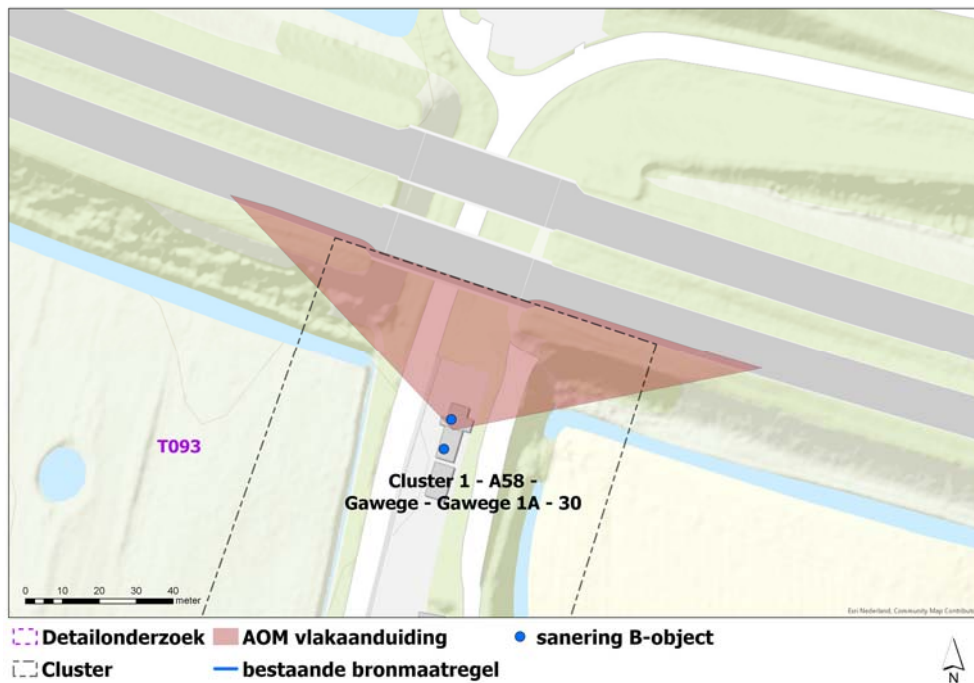 T093
Cluster 1 - A58 -
Gawege - Gawege 1A - 30
0 10 20 30 40
meter
Esri Nederland, Community Map Contribut
Detailonderzoek AOM vlakaanduiding sanering B-object
Cluster bestaande bronmaatregel
N